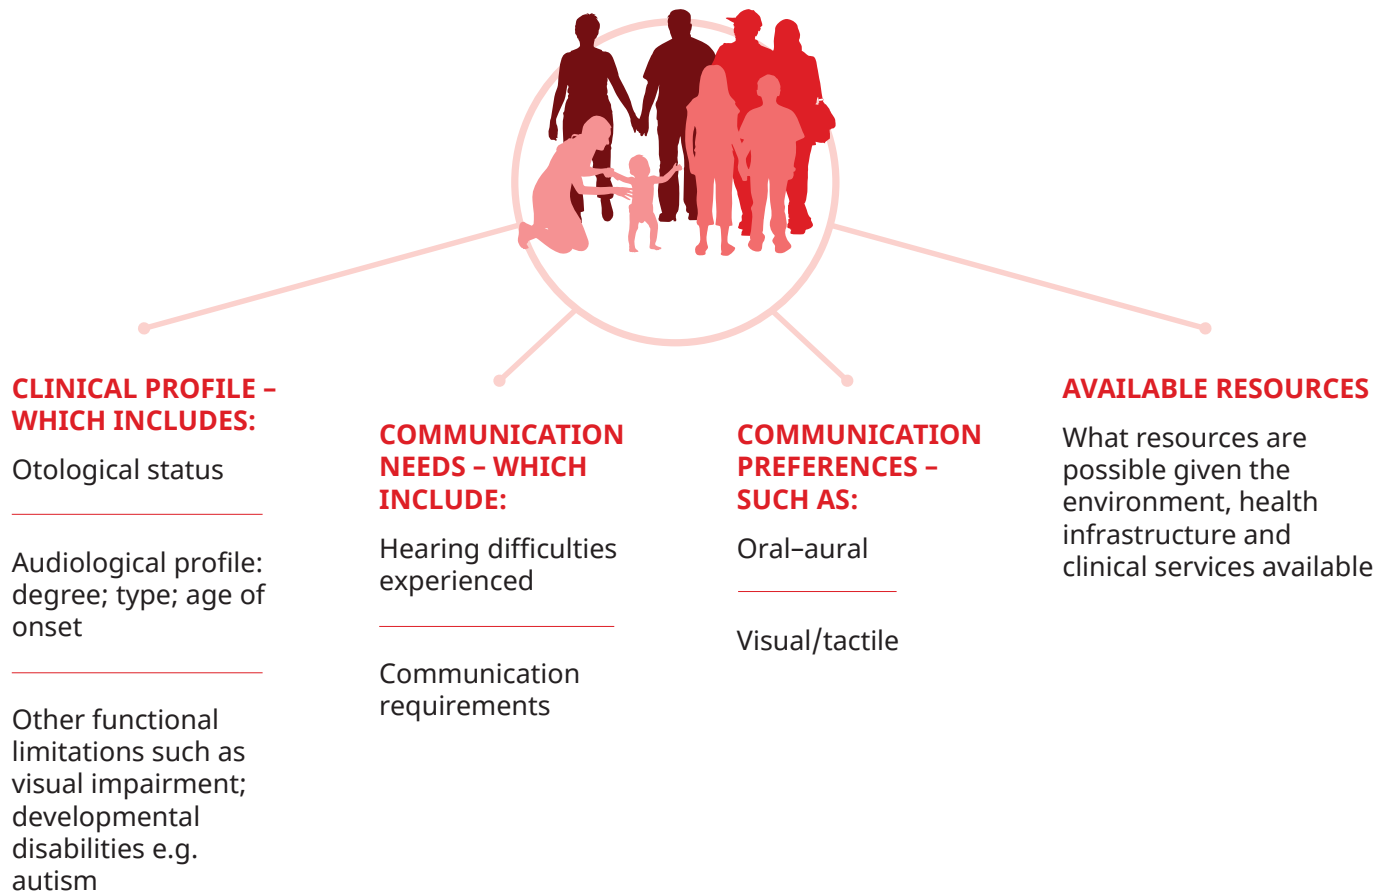 CLINICAL PROFILE –
WHICH INCLUDES:
Otological status
Audiological profile:
degree; type; age of
onset
Other functional
limitations such as
visual impairment;
developmental
disabilities e.g.
autism
COMMUNICATION
NEEDS – WHICH
INCLUDE:
Hearing difficulties
experienced
Communication
requirements
COMMUNICATION
PREFERENCES –
SUCH AS:
Oral–aural
Visual/tactile
AVAILABLE RESOURCES
What resources are
possible given the
environment, health
infrastructure and
clinical services available